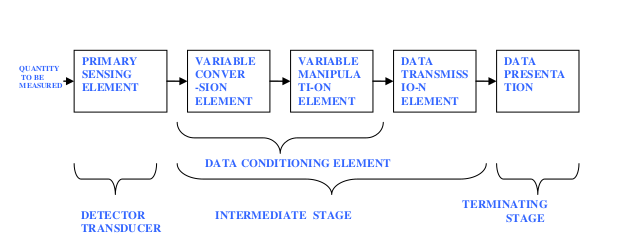 QUANTITY
TO BE
MEASURED
PRIMARY
SENSING
ELEMENT
VARIABLE
CONVER
-SION
ELEMENT
VARIABLE
MANIPULA
TI-ON
ELEMENT
DATA
TRANSMISS
IO-N
ELEMENT
DATA
PRESENTA
TION
DATA CONDITIONING ELEMENT
DETECTOR
TRANSDUCER
INTERMEDIATE STAGE
TERMINATING
STAGE